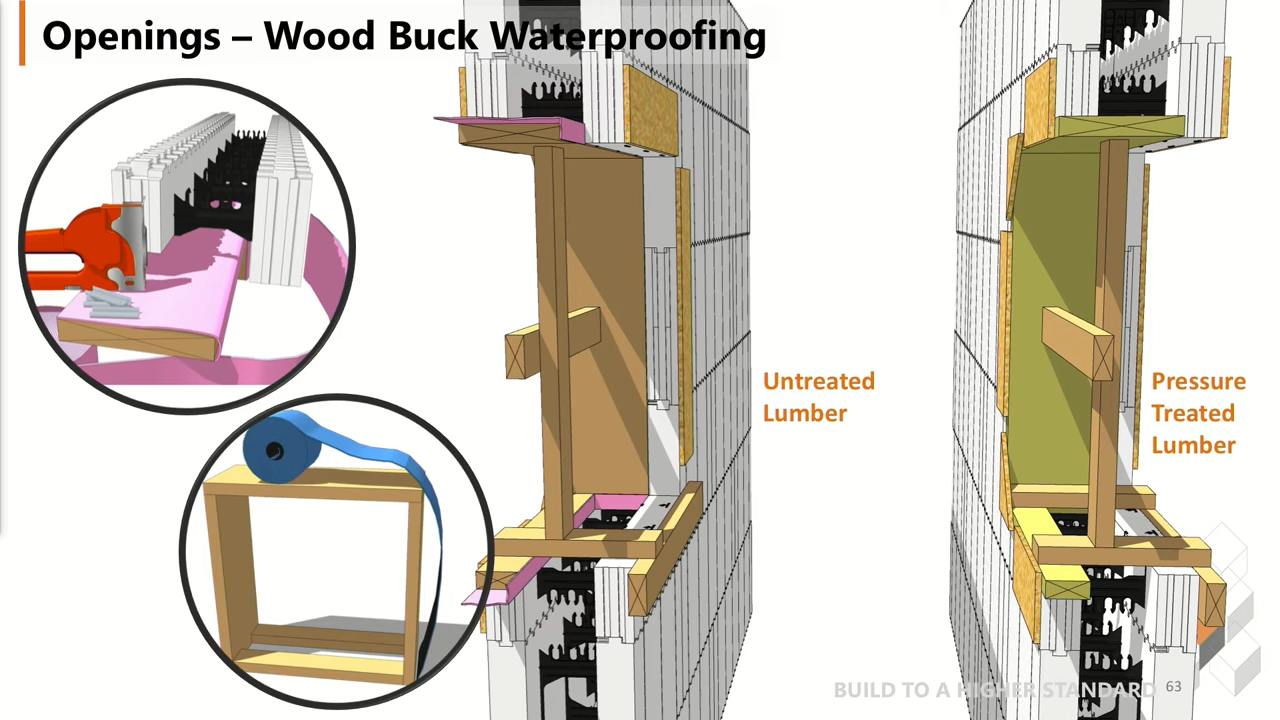 Openings – Wood Buck Waterproofing
Untreated
Lumber
Pressure
Treated
Lumber
BUILD TO A HIGHER STANDARD
63